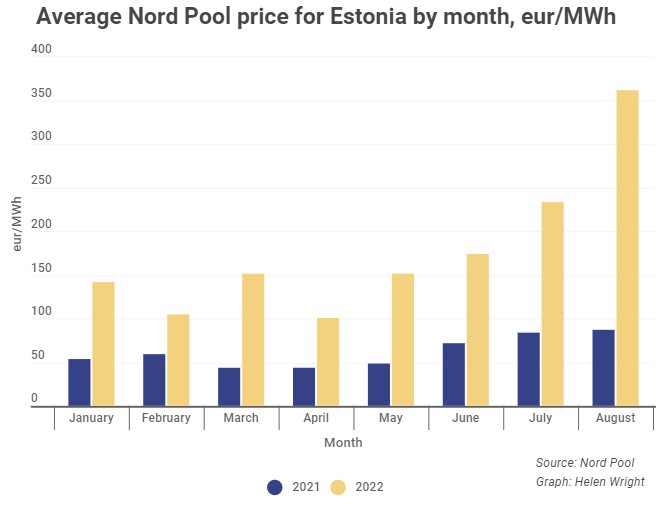 Average Nord Pool price for Estonia by month, eur/MWh
400
350
300
250
200
150
100
50
0
eur/MWh
January February March April May June July August
Month
Source: Nord Pool
Graph: Helen Wright
2021 2022